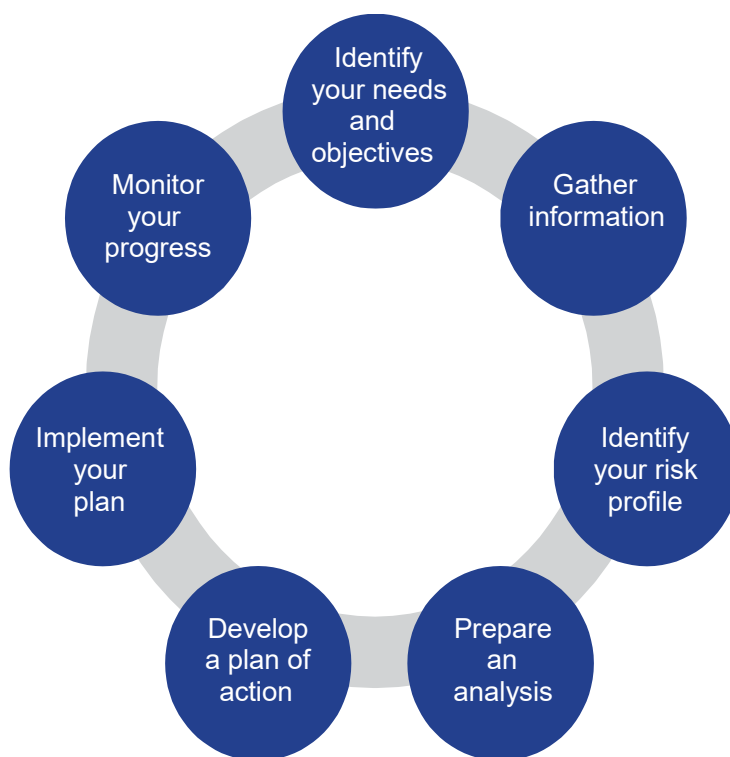 Identify
your needs
and
objectives
Gather
information
Identify
your risk
profile
Prepare
an
analysis
Develop
a plan of
action
Implement
your
plan
Monitor
your
progress